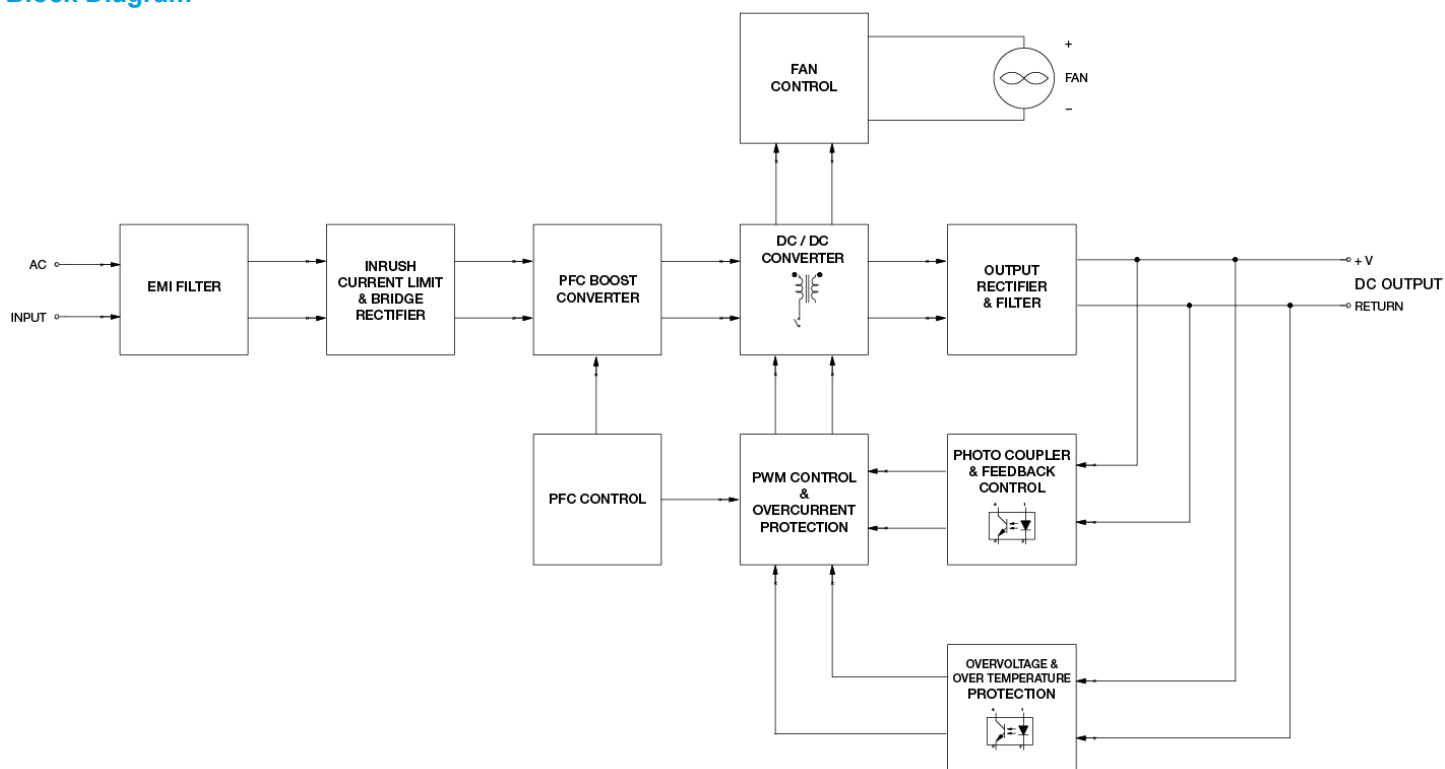 Block Diagram
FAN
CONTROL
+
FAN
–
AC
INPUT
EMI FILTER
INRUSH
CURRENT LIMIT
& BRIDGE
RECTIFIER
PFC BOOST
CONVERTER
DC / DC
CONVERTER
OUTPUT
RECTIFIER
& FILTER
+ V
DC OUTPUT
RETURN
PFC CONTROL
PWM CONTROL
&
OVERCURRENT
PROTECTION
PHOTO COUPLER
& FEEDBACK
CONTROL
OVERVOLTAGE &
OVER TEMPERATURE
PROTECTION